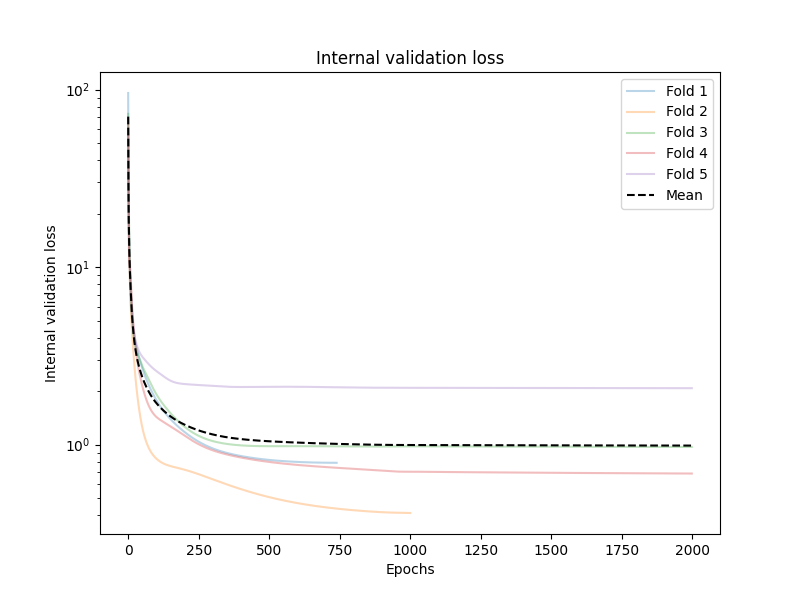 Internal validation loss
Internal validation loss
10²
10¹
10⁰
0 250 500 750 1000 1250 1500 1750 2000
Epochs
Fold 1
Fold 2
Fold 3
Fold 4
Fold 5
Mean